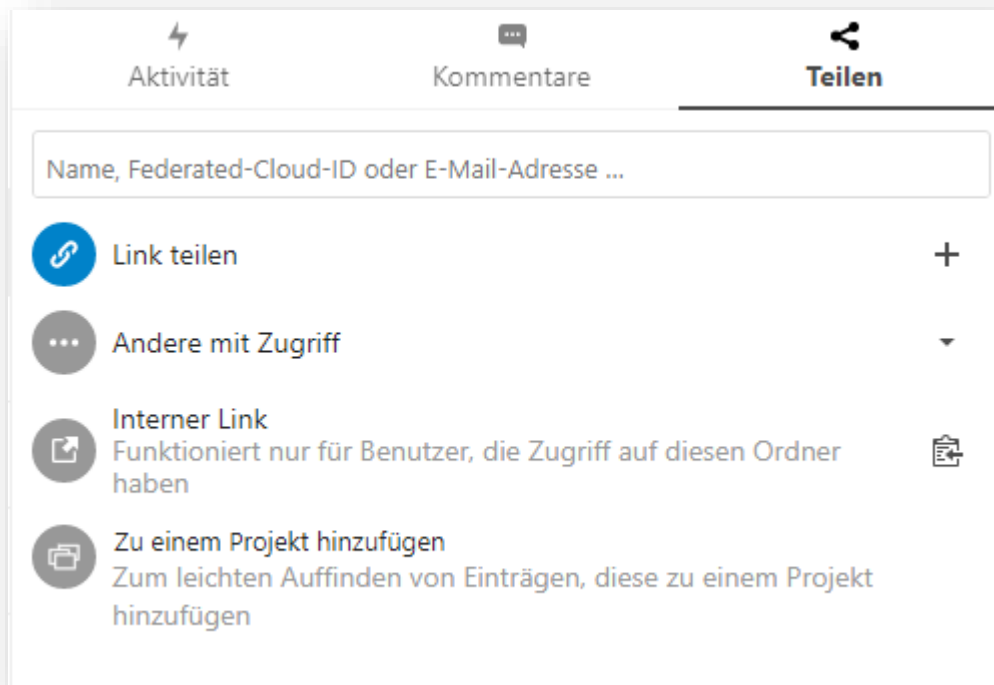 Aktivität
Kommentare
Teilen
Name, Federated-Cloud-ID oder E-Mail-Adresse ...
Link teilen
Andere mit Zugriff
Interner Link
Funktioniert nur für Benutzer, die Zugriff auf diesen Ordner
haben
Zu einem Projekt hinzufügen
Zum leichten Auffinden von Einträgen, diese zu einem Projekt
hinzufügen